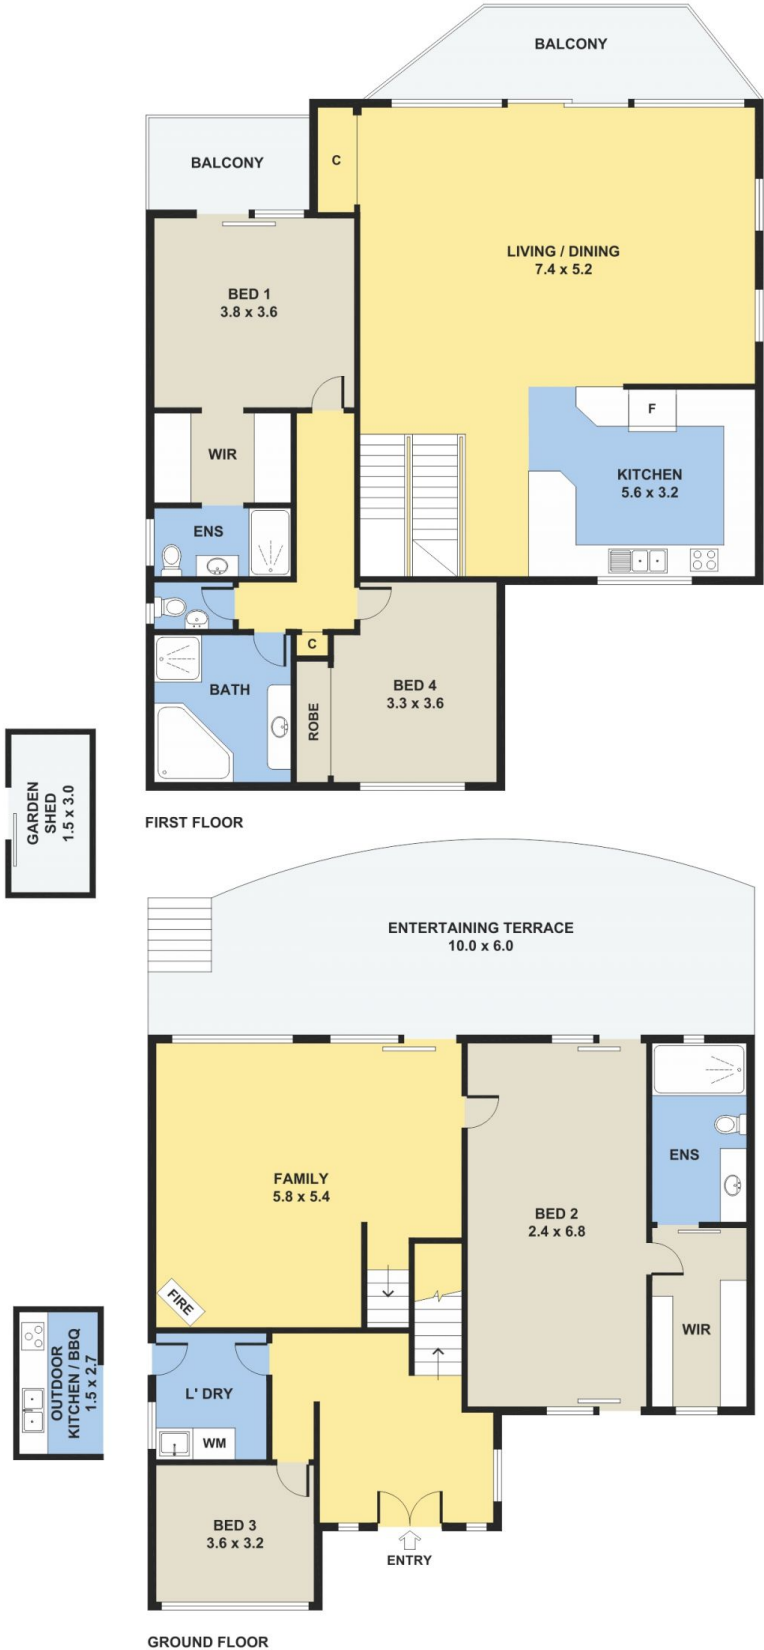 BALCONY
BALCONY
C
LIVING / DINING
7.4 x 5.2
BED 1
3.8 x 3.6
F
WIR
KITCHEN
5.6 x 3.2
ENS
C
BATH
BED 4
3.3 x 3.6
ROBE
GARDEN
SHED
1.5 x 3.0
FIRST FLOOR
ENTERTAINING TERRACE
10.0 x 6.0
ENS
FAMILY
5.8 x 5.4
BED 2
2.4 x 6.8
FIRE
WIR
OUTDOOR
KITCHEN / BBQ
1.5 x 2.7
L' DRY
WM
BED 3
3.6 x 3.2
ENTRY
GROUND FLOOR